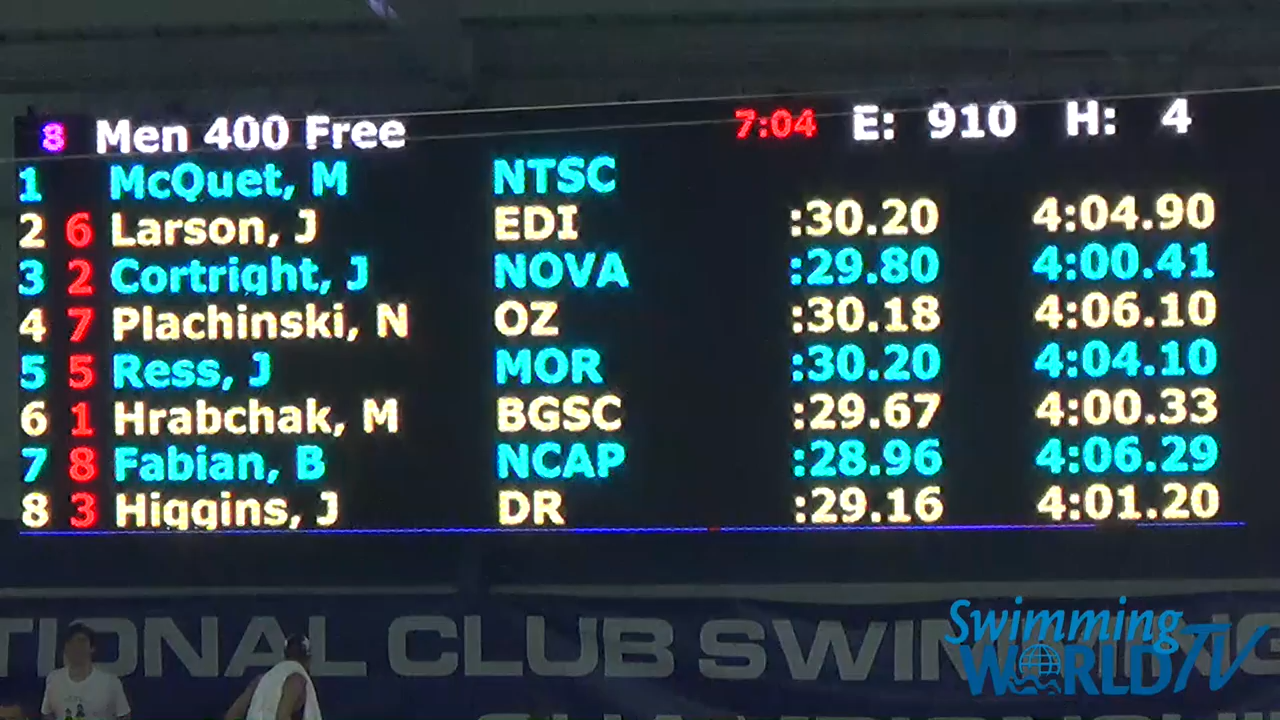 8 Men 400 Free 7:04 E: 910 H: 4
1 McQuet, M NTSC
2 6 Larson, J EDI :30.20 4:04.90
3 2 Cortright, J NOVA :29.80 4:00.41
4 7 Plachinski, N OZ :30.18 4:06.10
5 5 Ress, J MOR :30.20 4:04.10
6 1 Hrabchak, M BGSC :29.67 4:00.33
7 8 Fabian, B NCAP :28.96 4:06.29
8 3 Higgins, J DR :29.16 4:01.20
TIONAL CLUB SWIMMING
Swimming
WORLD TV